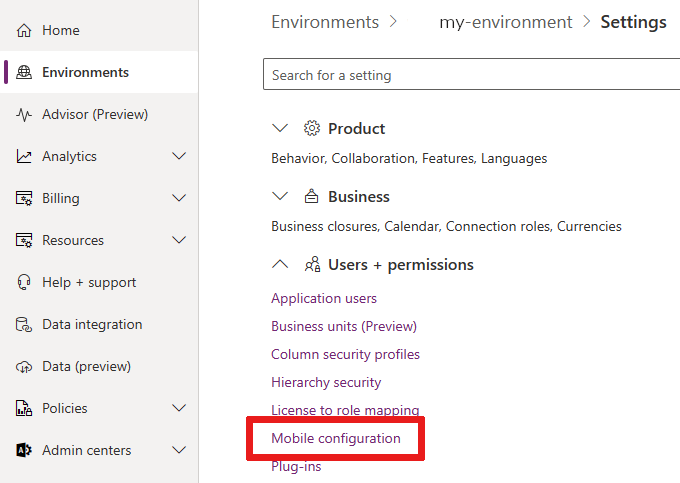 Home
Environments
Advisor (Preview)
Analytics
Billing
Resources
Help + support
Data integration
Data (preview)
Policies
Admin centers
Environments > my-environment > Settings
Search for a setting
Product
Behavior, Collaboration, Features, Languages
Business
Business closures, Calendar, Connection roles, Currencies
Users + permissions
Application users
Business units (Preview)
Column security profiles
Hierarchy security
License to role mapping
Mobile configuration
Plug-ins